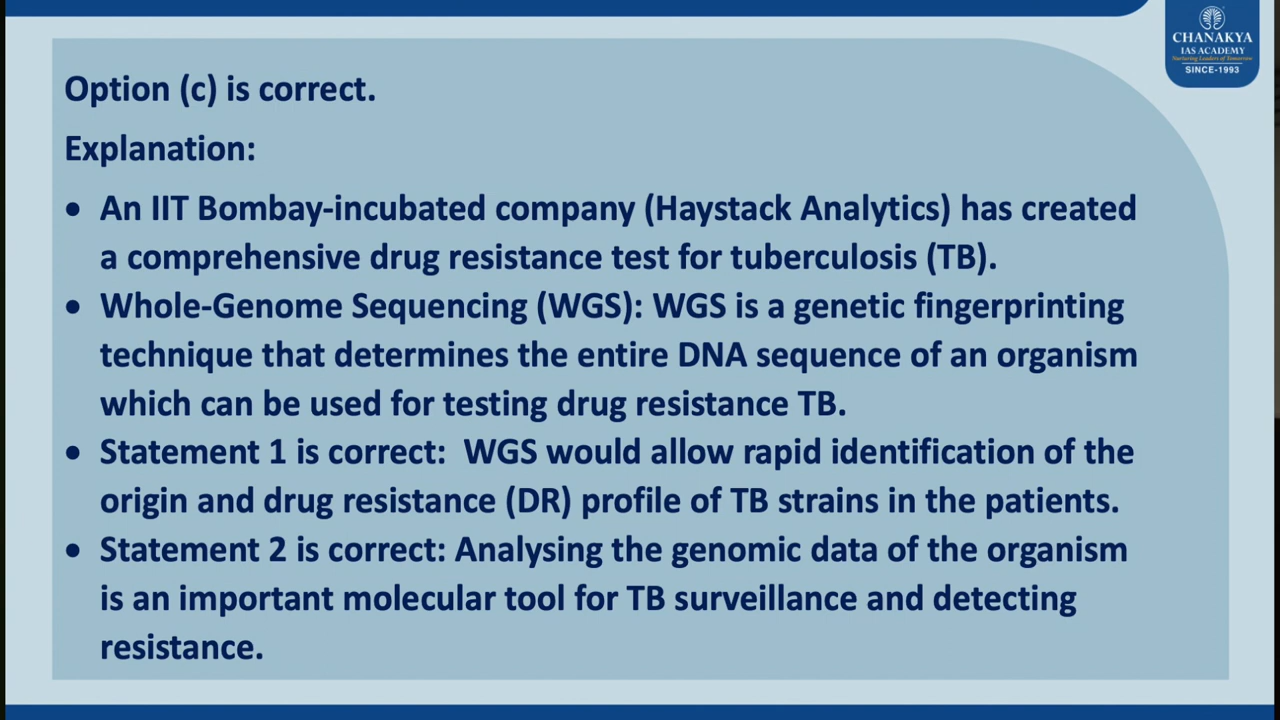 CHANAKYA
IAS ACADEMY
Nurturing Leaders of Tomorrow
SINCE-1993
Option (c) is correct.
Explanation:
• An IIT Bombay-incubated company (Haystack Analytics) has created
a comprehensive drug resistance test for tuberculosis (TB).
• Whole-Genome Sequencing (WGS): WGS is a genetic fingerprinting
technique that determines the entire DNA sequence of an organism
which can be used for testing drug resistance TB.
• Statement 1 is correct:  WGS would allow rapid identification of the
origin and drug resistance (DR) profile of TB strains in the patients.
• Statement 2 is correct: Analysing the genomic data of the organism
is an important molecular tool for TB surveillance and detecting
resistance.